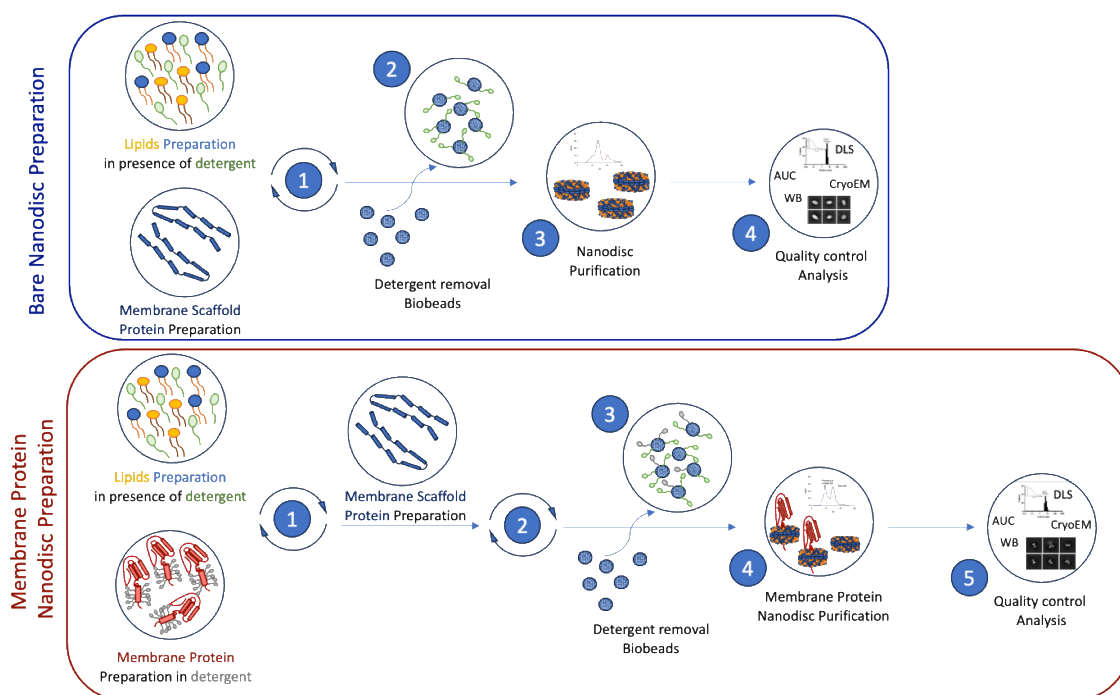 Bare Nanodisc Preparation
Lipids Preparation
in presence of detergent
Membrane Scaffold
Protein Preparation
1
2
Detergent removal
Biobeads
3
Nanodisc
Purification
4
DLS
AUC
CryoEM
WB
Quality control
Analysis
Membrane Protein
Nanodisc Preparation
Lipids Preparation
in presence of detergent
Membrane Protein
Preparation in detergent
1
Membrane Scaffold
Protein Preparation
2
3
Detergent removal
Biobeads
4
Membrane Protein
Nanodisc Purification
5
DLS
AUC
CryoEM
WB
Quality control
Analysis